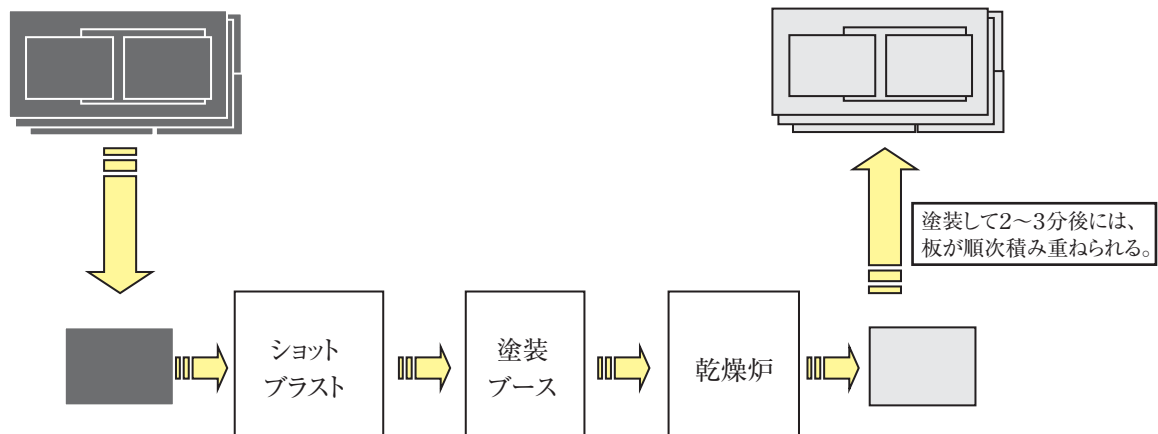 塗装して2〜3分後には、
板が順次積み重ねられる。
ショット
ブラスト
塗装
ブース
乾燥炉